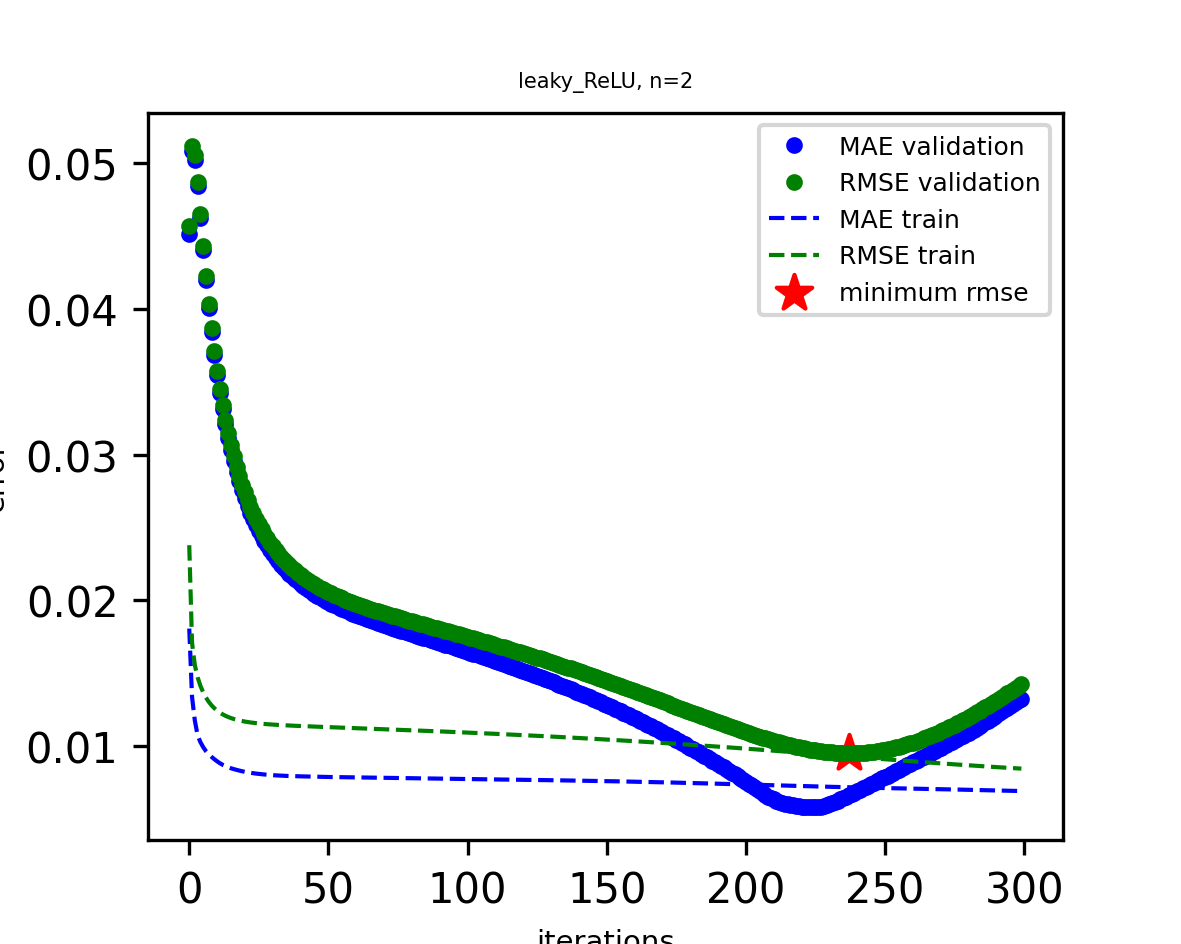 leaky_ReLU, n=2
0.05
0.04
0.03
0.02
0.01
MAE validation
RMSE validation
MAE train
RMSE train
minimum rmse
0 50 100 150 200 250 300
iterations